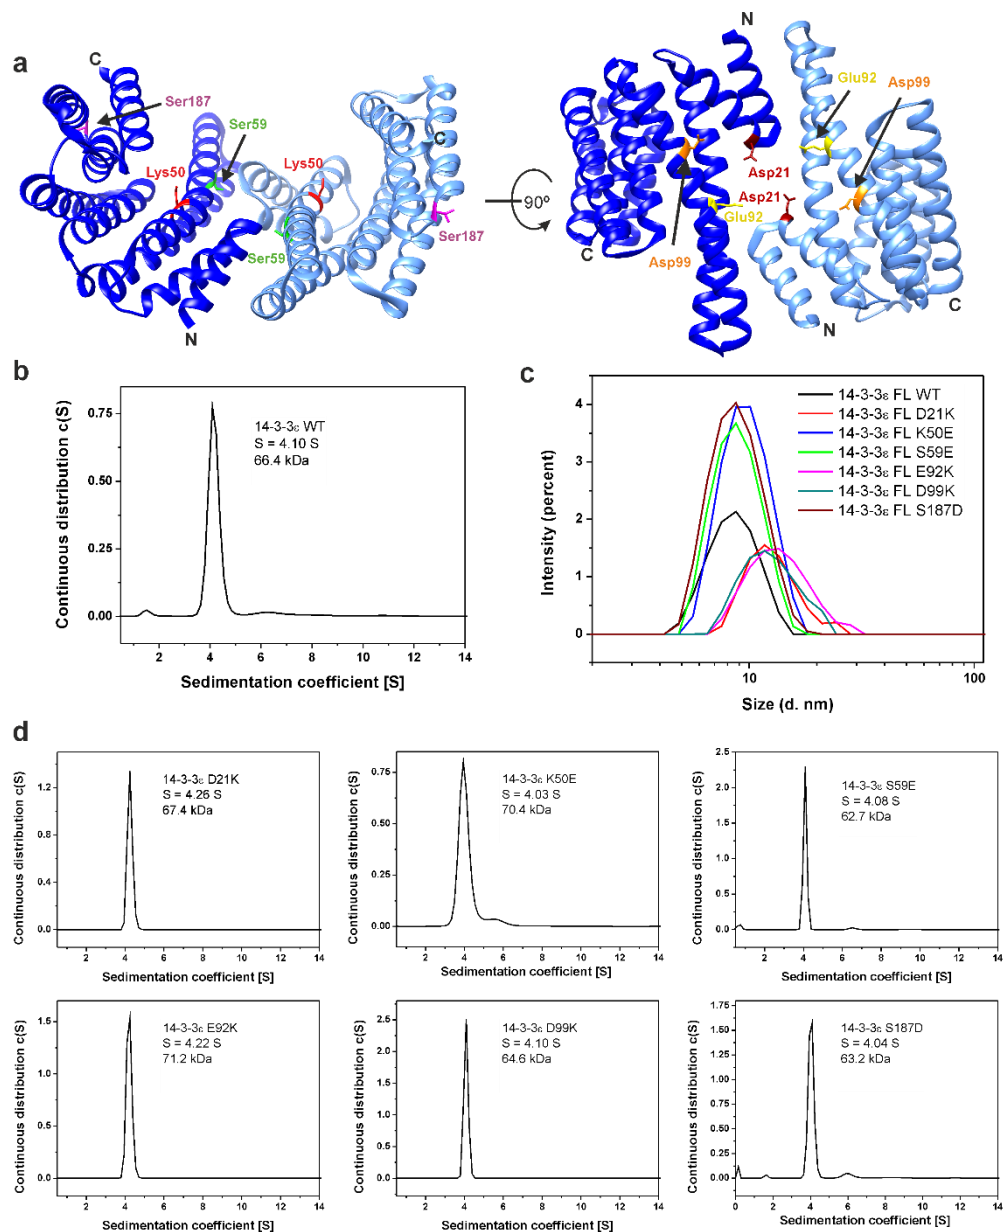 a
C
Ser187
Ser59
Lys50
Lys50
C
Ser187
Ser59
N
90º
N
Glu92
Asp99
Asp21
Asp21
Glu92
C
Asp99
C
N
b
Continuous distribution c(S)
0.75
0.50
0.25
0.00
14-3-3ε WT
S = 4.10 S
66.4 kDa
2 4 6 8 10 12 14
Sedimentation coefficient [S]
c
Intensity (percent)
4
2
0
14-3-3ε FL WT
14-3-3ε FL D21K
14-3-3ε FL K50E
14-3-3ε FL S59E
14-3-3ε FL E92K
14-3-3ε FL D99K
14-3-3ε FL S187D
10 100
Size (d. nm)
d
Continuous distribution c(S)
1.2
0.8
0.4
0.0
14-3-3ε D21K
S = 4.26 S
67.4 kDa
2 4 6 8 10 12 14
Sedimentation coefficient [S]
Continuous distribution c(S)
0.75
0.50
0.25
0.00
14-3-3ε K50E
S = 4.03 S
70.4 kDa
2 4 6 8 10 12 14
Sedimentation coefficient [S]
Continuous distribution c(S)
2.5
2.0
1.5
1.0
0.5
0.0
14-3-3ε S59E
S = 4.08 S
62.7 kDa
0 2 4 6 8 10 12 14
Sedimentation coefficient [S]
Continuous distribution c(S)
1.5
1.0
0.5
0.0
14-3-3ε E92K
S = 4.22 S
71.2 kDa
2 4 6 8 10 12 14
Sedimentation coefficient [S]
Continuous distribution c(S)
2.5
2.0
1.5
1.0
0.5
0.0
14-3-3ε D99K
S = 4.10 S
64.6 kDa
2 4 6 8 10 12 14
Sedimentation coefficient [S]
Continuous distribution c(S)
1.75
1.50
1.25
1.00
0.75
0.50
0.25
0.00
14-3-3ε S187D
S = 4.04 S
63.2 kDa
0 2 4 6 8 10 12 14
Sedimentation coefficient [S]